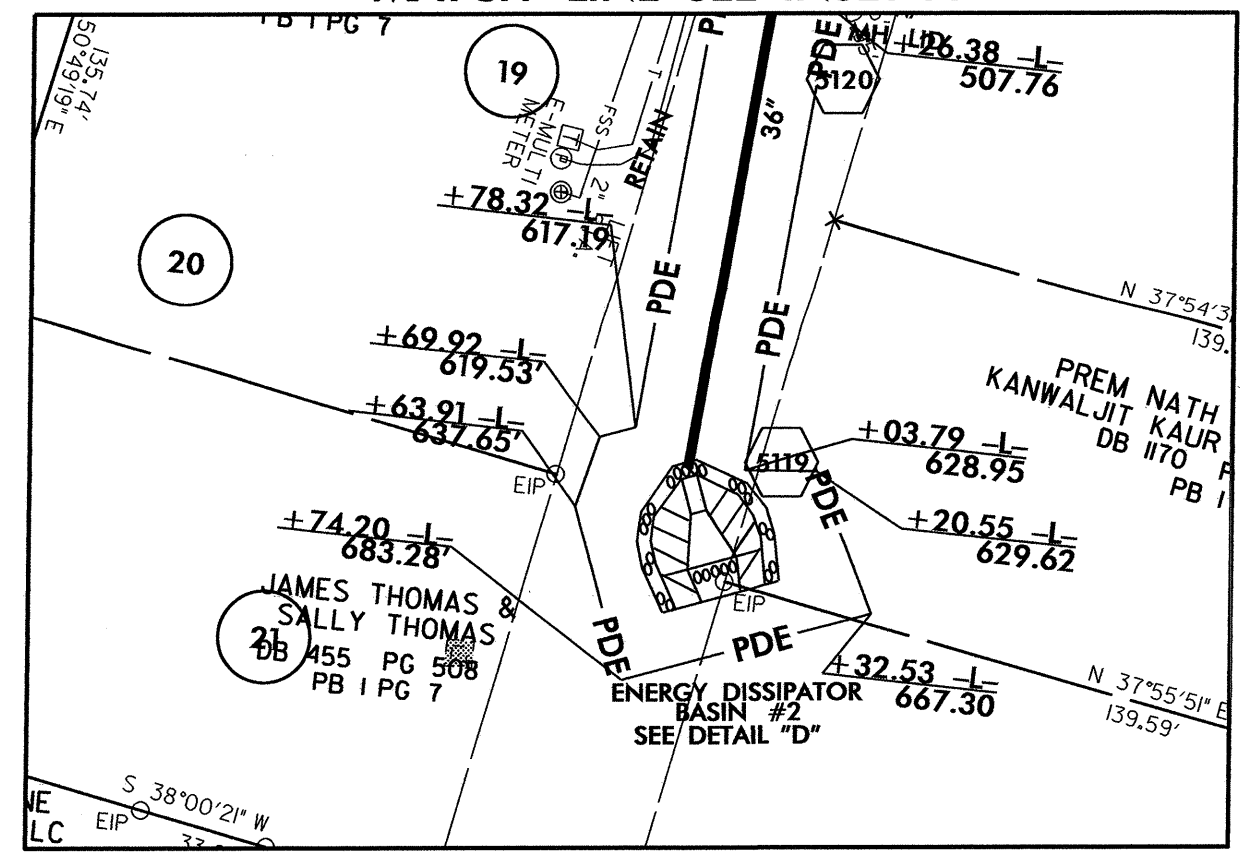 PB 1 PG 7
135.74'
50°49'19" E
19
E-MULTI
METER
T
P
FSS
T
2"
RETAIN
36"
PDE
MH LID
5120
+26.38 -L-
507.76
+78.32 -L-
617.19
20
PDE
PDE
N 37°54'3
139.
+69.92 -L-
619.53'
+63.91 -L-
637.65'
PREM NATH
KANWALJIT KAUR
DB 1170
PB 1
+03.79 -L-
628.95
5119
EIP
PDE
+74.20 -L-
683.28'
+20.55 -L-
629.62
JAMES THOMAS &
SALLY THOMAS
21
DB 455 PG 508
PB 1 PG 7
EIP
PDE
PDE
+32.53 -L-
667.30
N 37°55'51" E
139.59'
ENERGY DISSIPATOR
BASIN #2
SEE DETAIL "D"
S 38°00'21" W
EIP
NE
LC